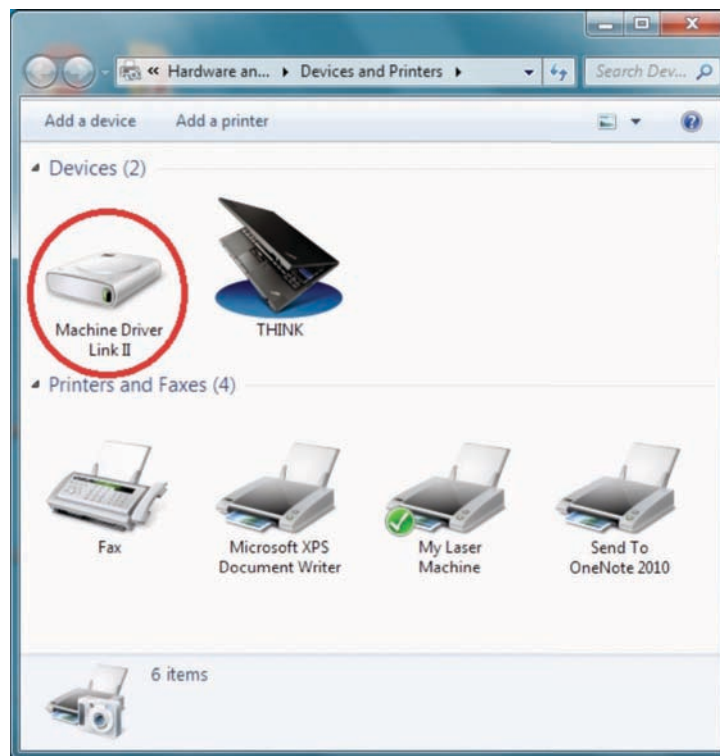 « Hardware an... ▸ Devices and Printers ▸ Search Dev...
Add a device Add a printer
Devices (2)
Machine Driver
Link II
THINK
Printers and Faxes (4)
Fax
Microsoft XPS
Document Writer
My Laser
Machine
Send To
OneNote 2010
6 items